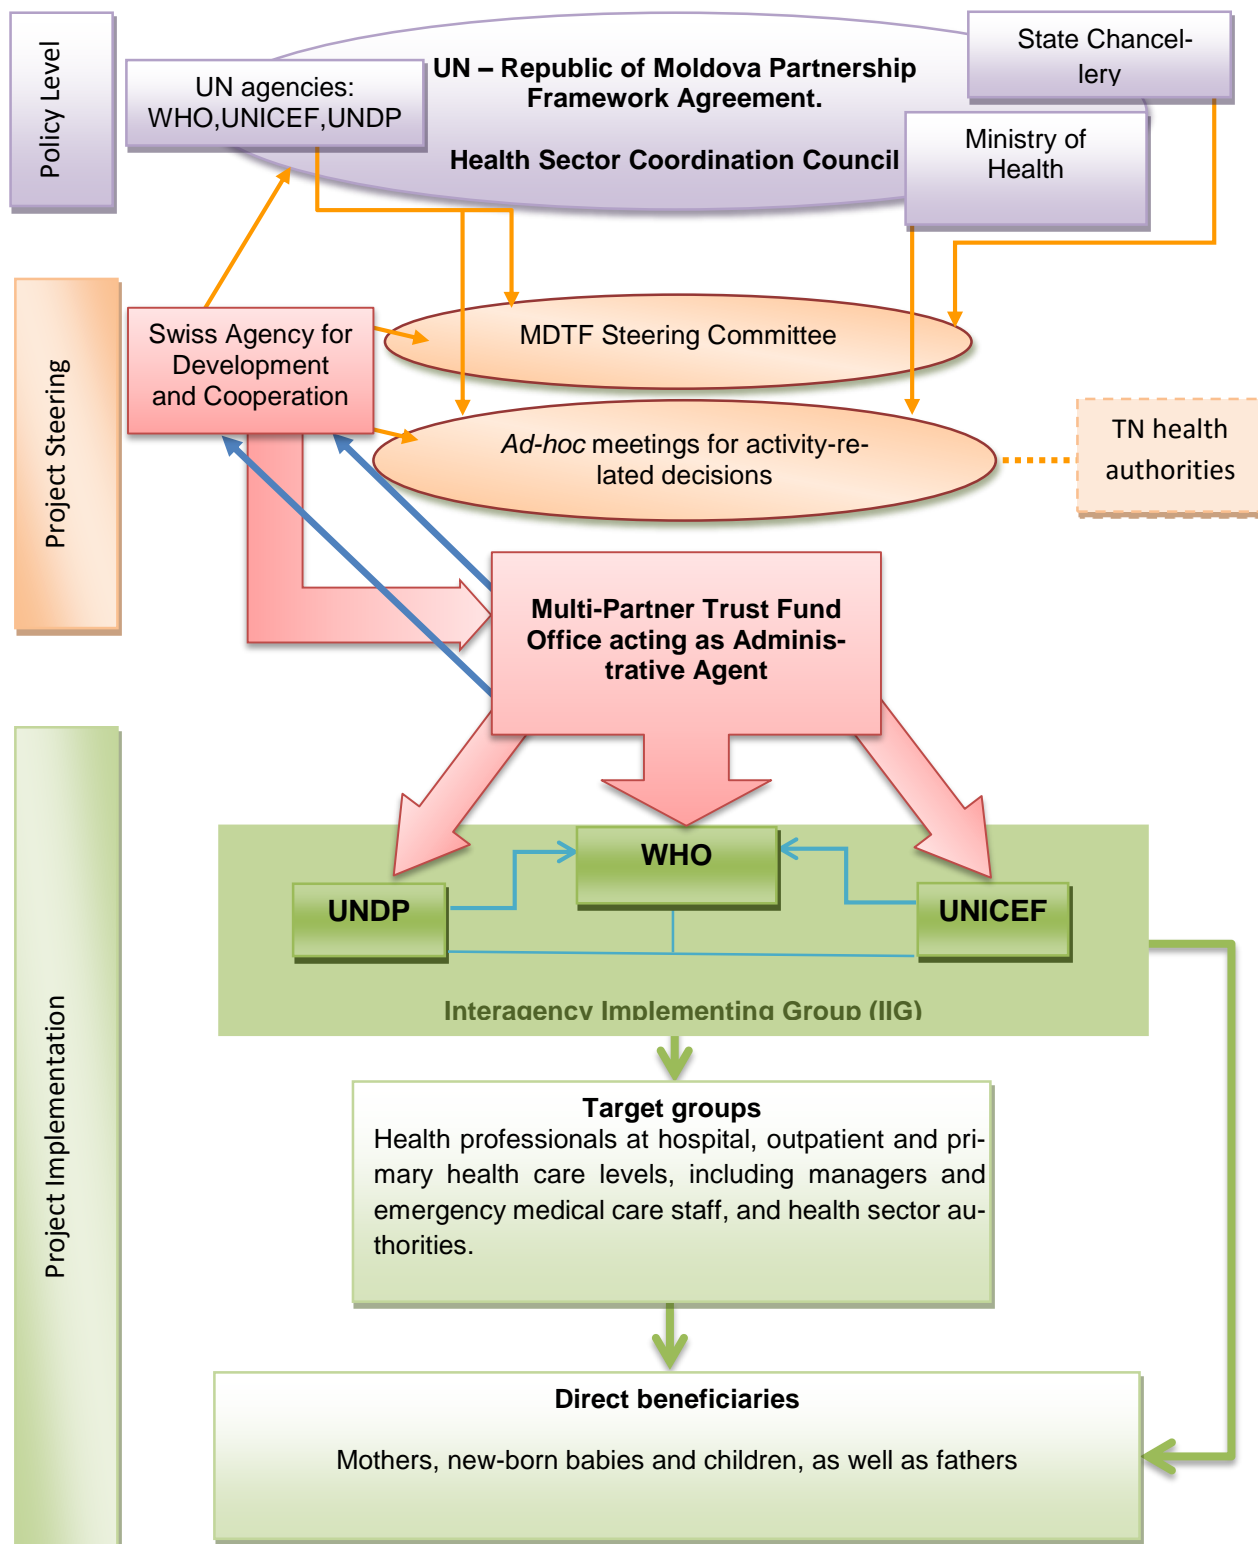 Policy Level
UN agencies:
WHO,UNICEF,UNDP
UN – Republic of Moldova Partnership
Framework Agreement.
Health Sector Coordination Council
State Chancel-
lery
Ministry of
Health
Project Steering
Swiss Agency for
Development
and Cooperation
MDTF Steering Committee
Ad-hoc meetings for activity-re-
lated decisions
TN health
authorities
Multi-Partner Trust Fund
Office acting as Adminis-
trative Agent
Project Implementation
WHO
UNDP
UNICEF
Interagency Implementing Group (IIG)
Target groups
Health professionals at hospital, outpatient and pri-
mary health care levels, including managers and
emergency medical care staff, and health sector au-
thorities.
Direct beneficiaries
Mothers, new-born babies and children, as well as fathers